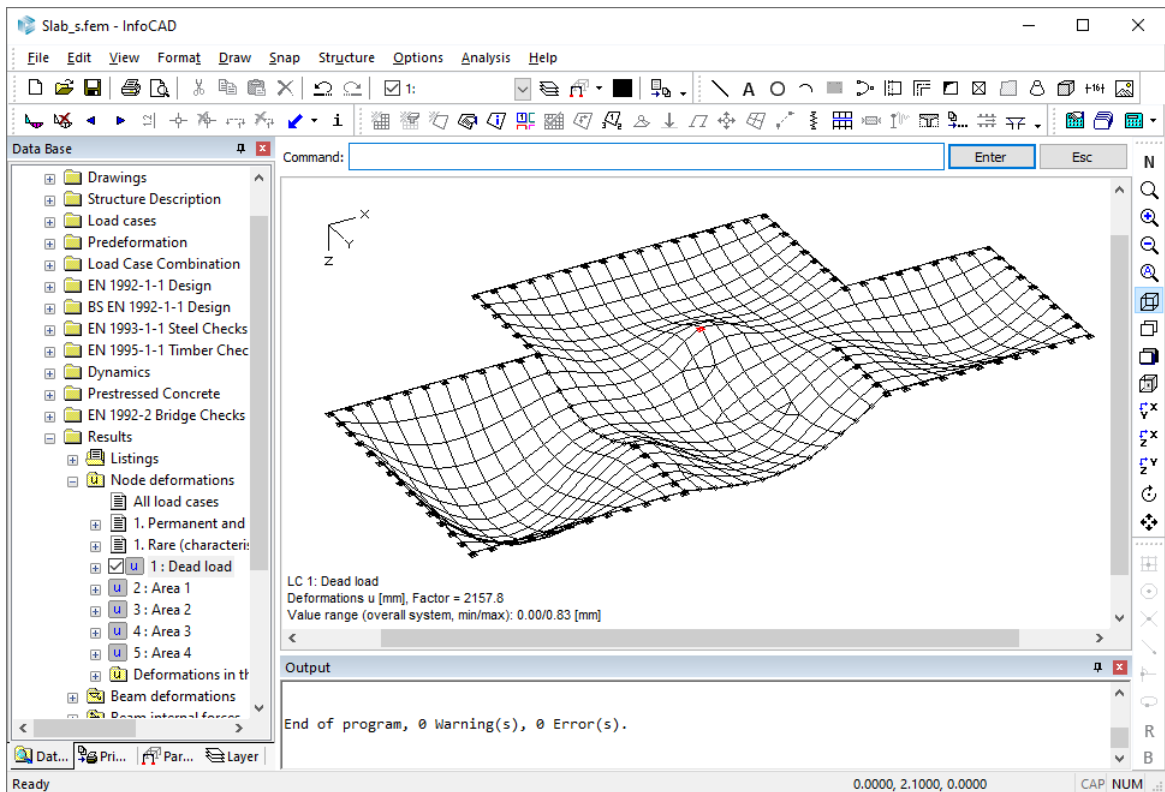 Slab_s.fem - InfoCAD
File Edit View Format Draw Snap Structure Options Analysis Help
1:
A
+16+
i
Data Base
Command:
Enter
Esc
N
Drawings
Structure Description
Load cases
Predeformation
Load Case Combination
EN 1992-1-1 Design
BS EN 1992-1-1 Design
EN 1993-1-1 Steel Checks
EN 1995-1-1 Timber Chec
Dynamics
Prestressed Concrete
EN 1992-2 Bridge Checks
Results
Listings
u Node deformations
All load cases
1. Permanent and
1. Rare (characteris
u 1 : Dead load
u 2 : Area 1
u 3 : Area 2
u 4 : Area 3
u 5 : Area 4
u Deformations in th
Beam deformations
Beam internal forces
X
Y
Z
LC 1: Dead load
Deformations u [mm], Factor = 2157.8
Value range (overall system, min/max): 0.00/0.83 [mm]
A
X
Y
X
Z
Y
Z
R
B
Output
End of program, 0 Warning(s), 0 Error(s).
Dat... Pri... Par... Layer
Ready
0.0000, 2.1000, 0.0000
CAP NUM